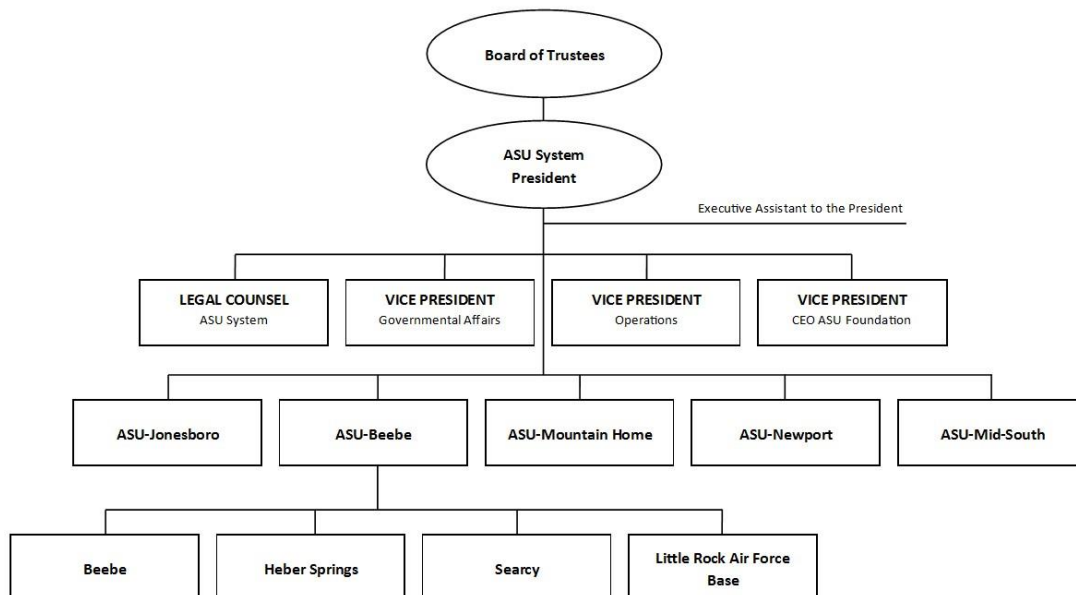 Board of Trustees
ASU System
President
Executive Assistant to the President
LEGAL COUNSEL
ASU System
VICE PRESIDENT
Governmental Affairs
VICE PRESIDENT
Operations
VICE PRESIDENT
CEO ASU Foundation
ASU-Jonesboro
ASU-Beebe
ASU-Mountain Home
ASU-Newport
ASU-Mid-South
Beebe
Heber Springs
Searcy
Little Rock Air Force
Base